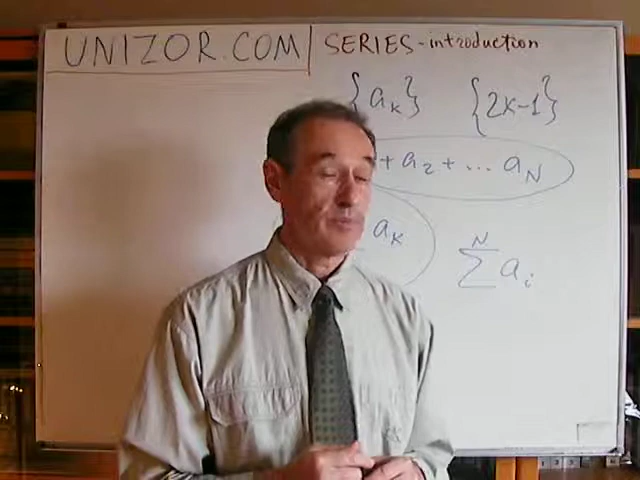 UNIZOR.COM
SERIES-introduction
{aₖ} {2k-1}
+ a₂ + ... a_N
aₖ
N
Σ aᵢ